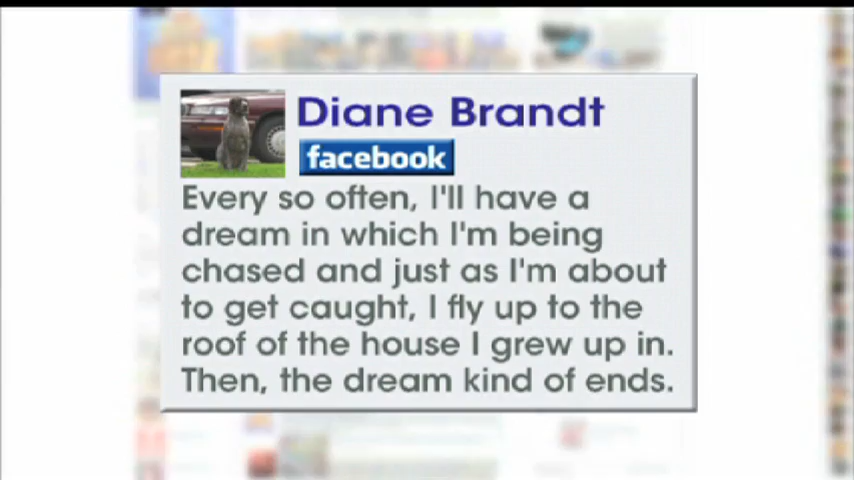 Diane Brandt
facebook
Every so often, I'll have a
dream in which I'm being
chased and just as I'm about
to get caught, I fly up to the
roof of the house I grew up in.
Then, the dream kind of ends.